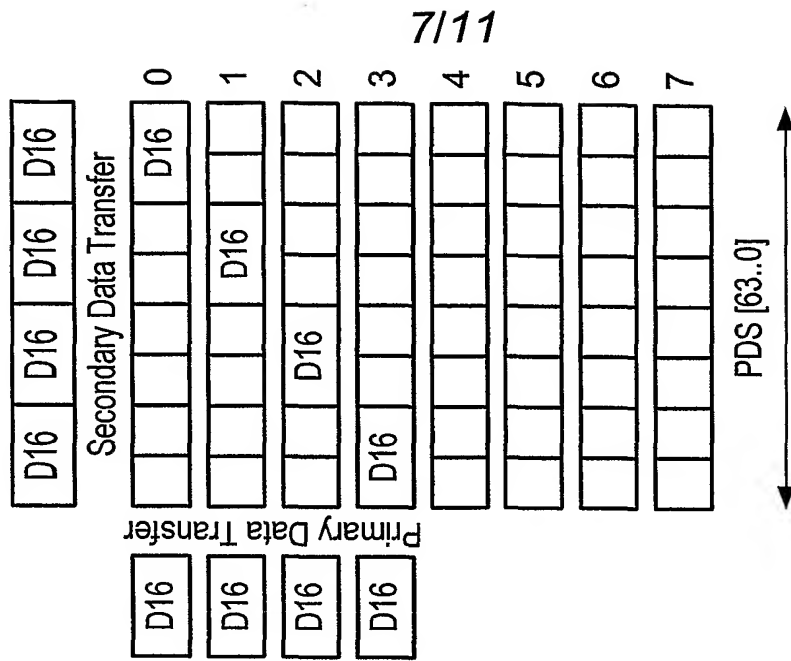 7/11
D16 D16 D16 D16
Secondary Data Transfer
D16 0
D16 1
D16 2
D16 3
4
5
6
7
Primary Data Transfer
D16
D16
D16
D16
PDS [63..0]